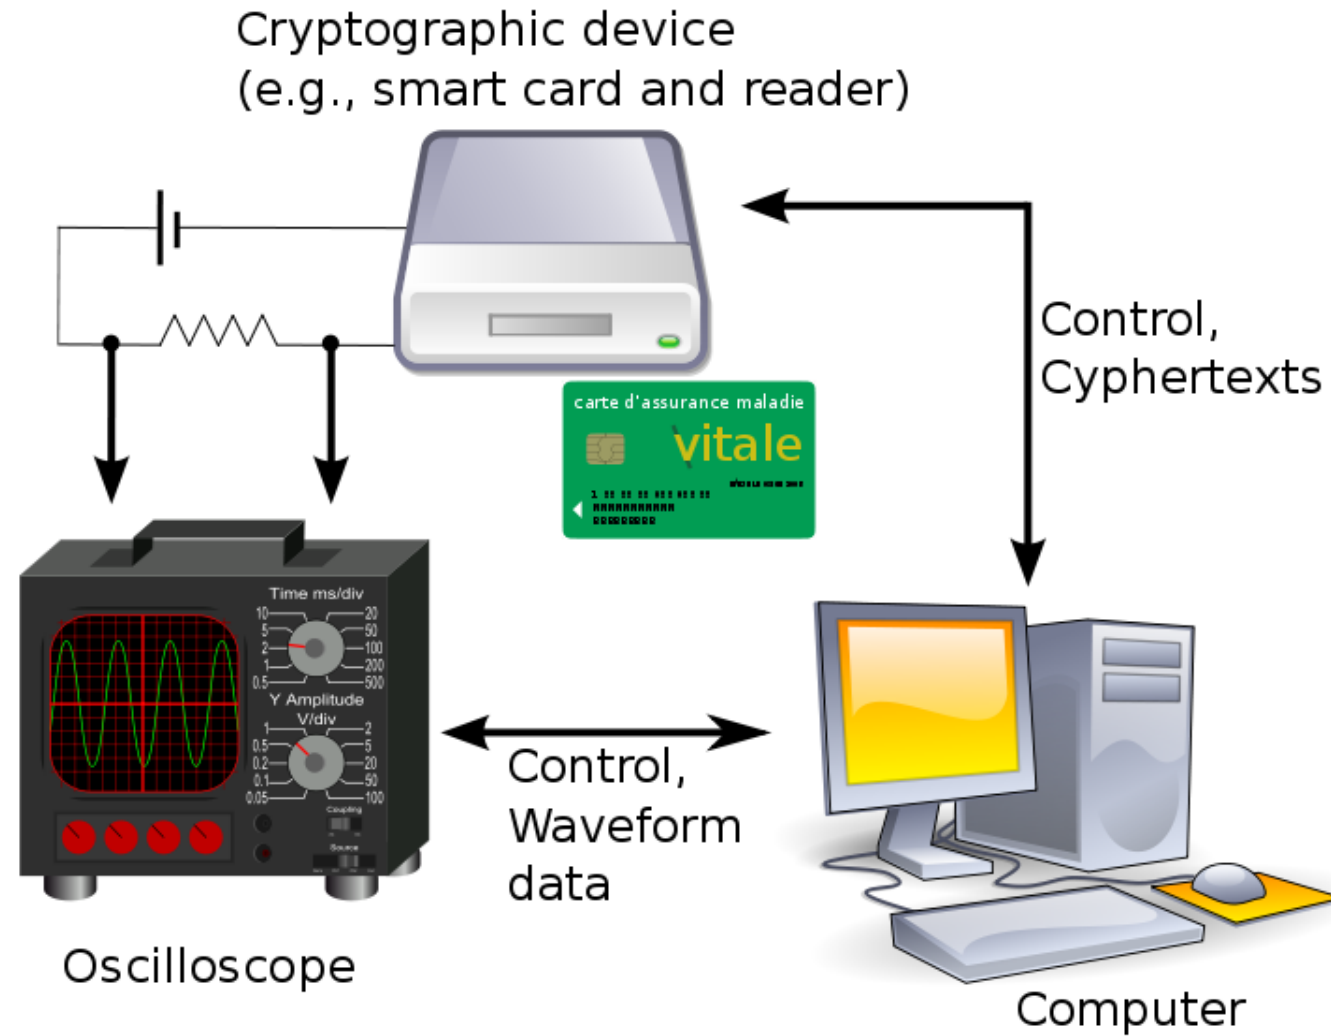 Cryptographic device
(e.g., smart card and reader)
Control,
Cyphertexts
carte d'assurance maladie
vitale
Time ms/div
10 20
5 50
2 100
1 200
0.5 500
Y Amplitude
V/div
1 2
0.5 5
0.2 20
0.1 50
0.05 100
Coupling
Source
Control,
Waveform
data
Oscilloscope
Computer